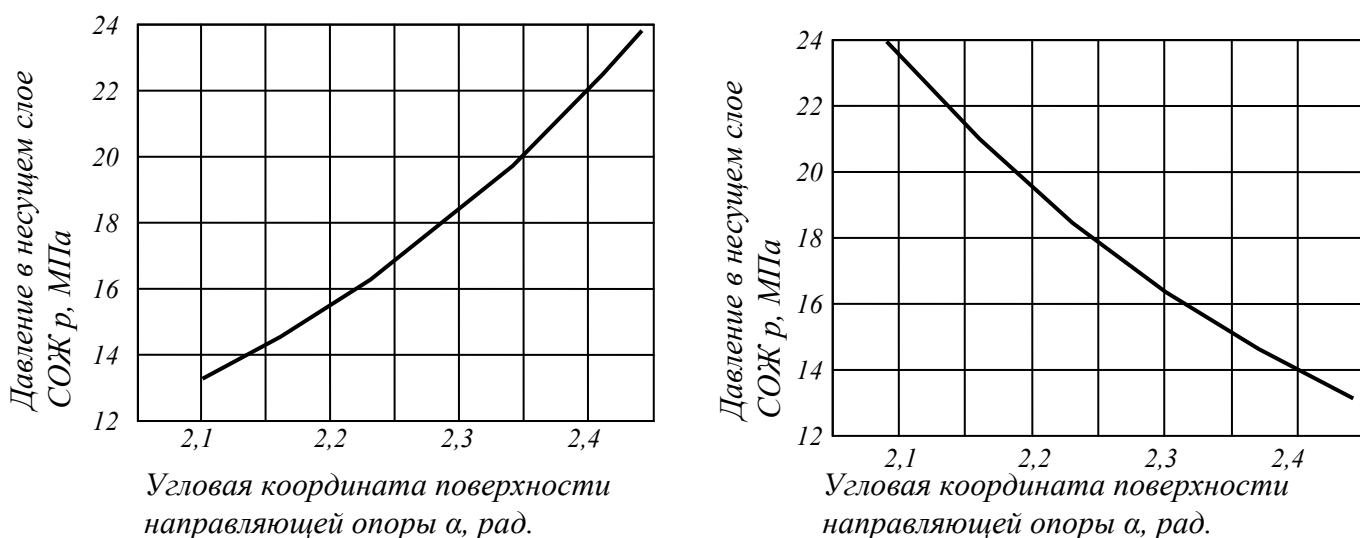 Давление в несущем слое
СОЖ p, МПа
24
22
20
18
16
14
12
2,1
2,2
2,3
2,4
Угловая координата поверхности
направляющей опоры α, рад.
Давление в несущем слое
СОЖ p, МПа
24
22
20
18
16
14
12
2,1
2,2
2,3
2,4
Угловая координата поверхности
направляющей опоры α, рад.